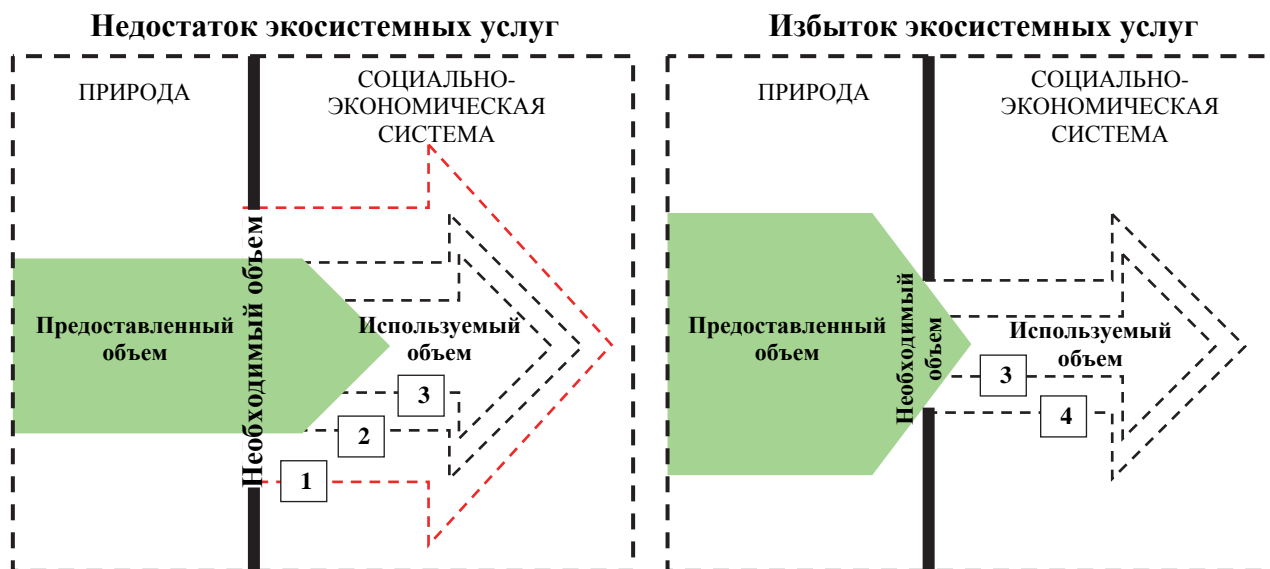 Недостаток экосистемных услуг
ПРИРОДА
СОЦИАЛЬНО-
ЭКОНОМИЧЕСКАЯ
СИСТЕМА
Предоставленный
объем
Необходимый объем
Используемый
объем
3
2
1
Избыток экосистемных услуг
ПРИРОДА
СОЦИАЛЬНО-
ЭКОНОМИЧЕСКАЯ
СИСТЕМА
Предоставленный
объем
Необходимый
объем
Используемый
объем
3
4